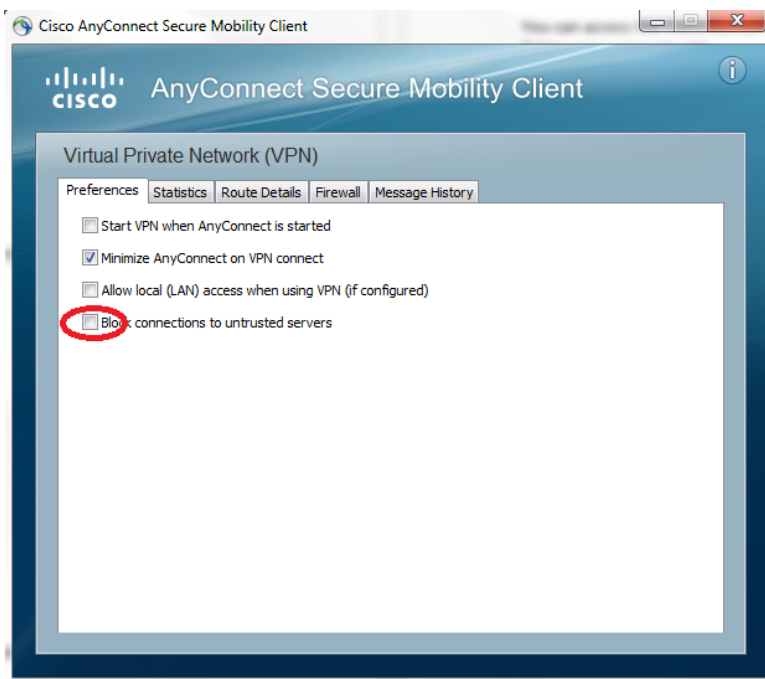 Cisco AnyConnect Secure Mobility Client
CISCO AnyConnect Secure Mobility Client
Virtual Private Network (VPN)
Preferences Statistics Route Details Firewall Message History
Start VPN when AnyConnect is started
Minimize AnyConnect on VPN connect
Allow local (LAN) access when using VPN (if configured)
Block connections to untrusted servers